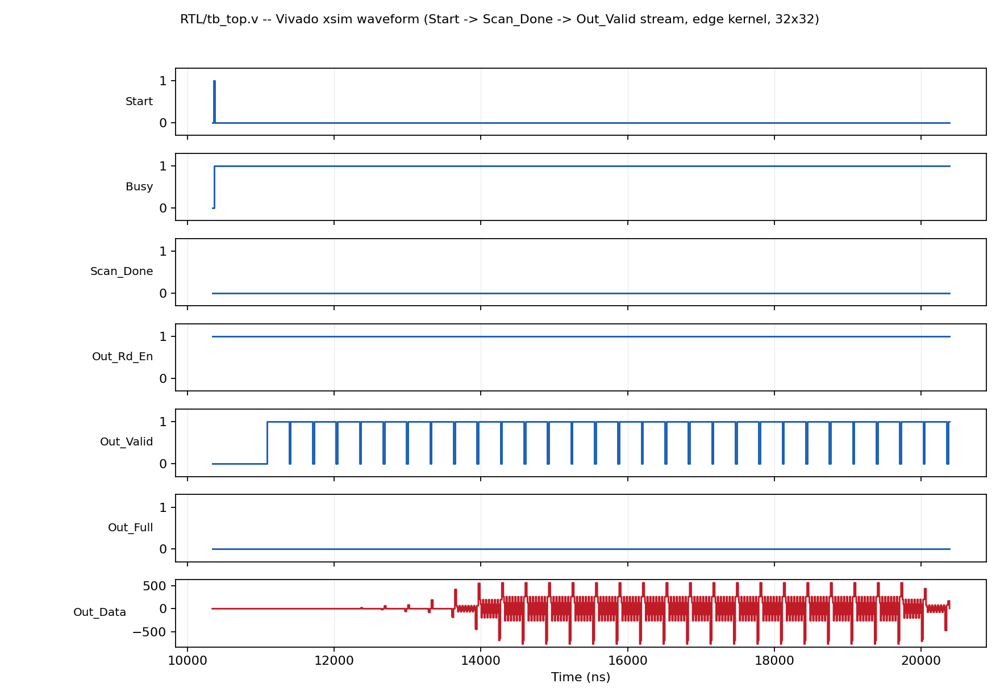 RTL/tb_top.v -- Vivado xsim waveform (Start -> Scan_Done -> Out_Valid stream, edge kernel, 32x32)
1
Start
0
1
Busy
0
1
Scan_Done
0
1
Out_Rd_En
0
1
Out_Valid
0
1
Out_Full
0
500
0
Out_Data
−500
10000 12000 14000 16000 18000 20000
Time (ns)